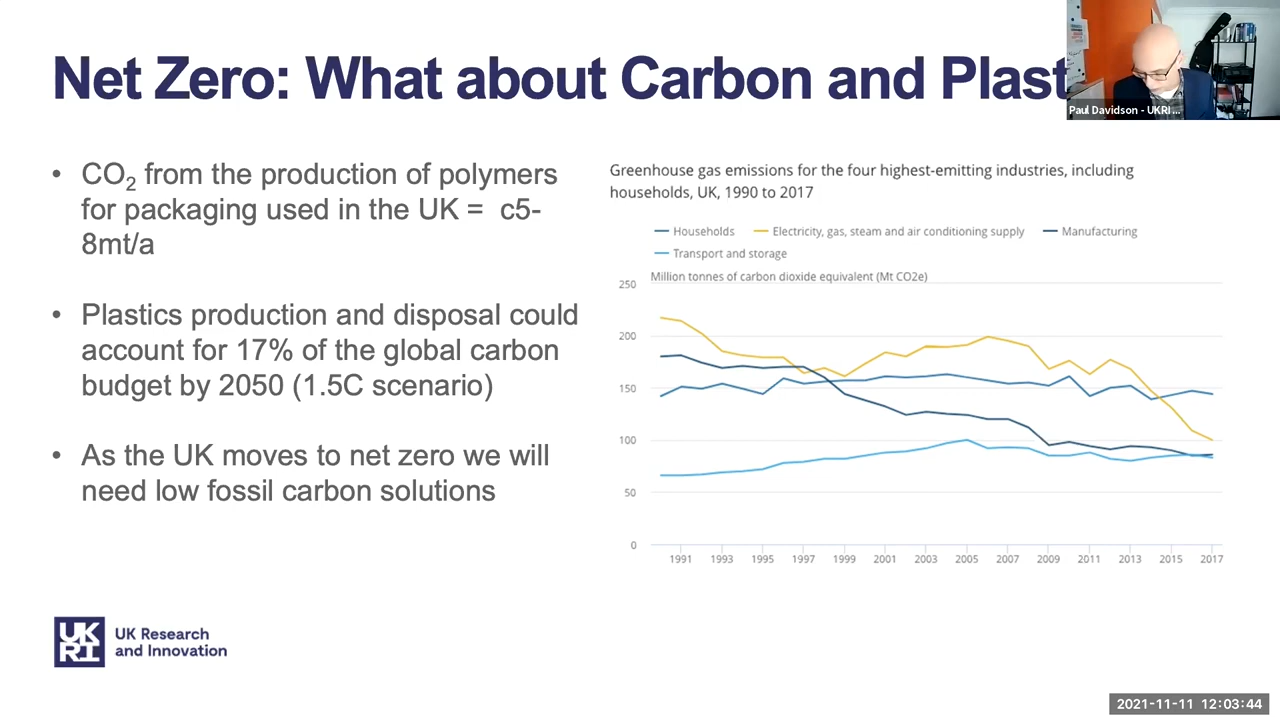 Net Zero: What about Carbon and Plast
Paul Davidson - UKRI ...
• CO₂ from the production of polymers
for packaging used in the UK = c5-
8mt/a
• Plastics production and disposal could
account for 17% of the global carbon
budget by 2050 (1.5C scenario)
• As the UK moves to net zero we will
need low fossil carbon solutions
Greenhouse gas emissions for the four highest-emitting industries, including
households, UK, 1990 to 2017
Households Electricity, gas, steam and air conditioning supply Manufacturing
Transport and storage
Million tonnes of carbon dioxide equivalent (Mt CO2e)
250
200
150
100
50
0
1991 1993 1995 1997 1999 2001 2003 2005 2007 2009 2011 2013 2015 2017
UK
RI
UK Research
and Innovation
2021-11-11 12:03:44